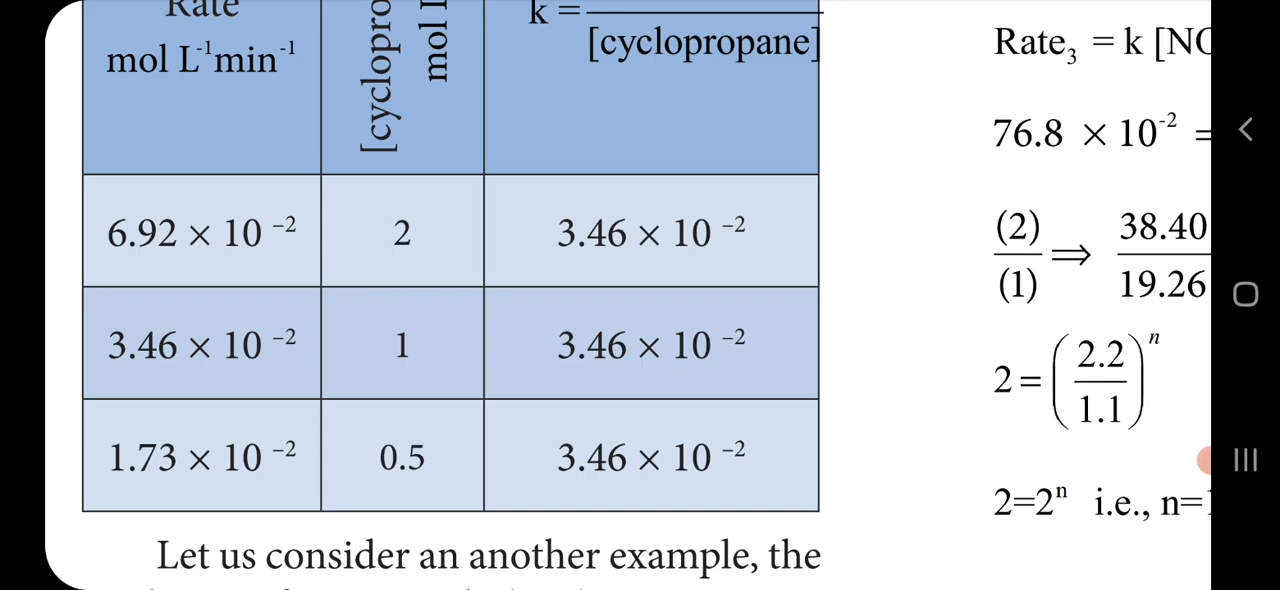 Rate
mol L⁻¹min⁻¹
[cyclopro
mol
k =
[cyclopropane]
6.92 × 10 ⁻² 2 3.46 × 10 ⁻²
3.46 × 10 ⁻² 1 3.46 × 10 ⁻²
1.73 × 10 ⁻² 0.5 3.46 × 10 ⁻²
Let us consider an another example, the
Rate₃ = k [NO
76.8 × 10⁻² =
(2)/(1) ⇒ 38.40/19.26
2 = (2.2/1.1)ⁿ
2=2ⁿ i.e., n=1